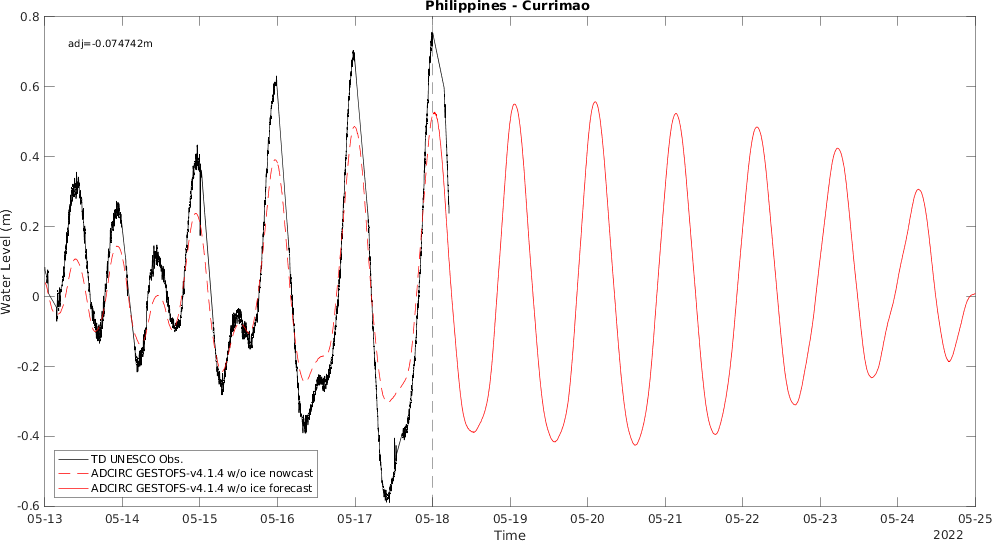 Philippines - Currimao
adj=-0.074742m
Water Level (m)
0.8
0.6
0.4
0.2
0
-0.2
-0.4
-0.6
TD UNESCO Obs.
ADCIRC GESTOFS-v4.1.4 w/o ice nowcast
ADCIRC GESTOFS-v4.1.4 w/o ice forecast
05-13 05-14 05-15 05-16 05-17 05-18 05-19 05-20 05-21 05-22 05-23 05-24 05-25
Time
2022